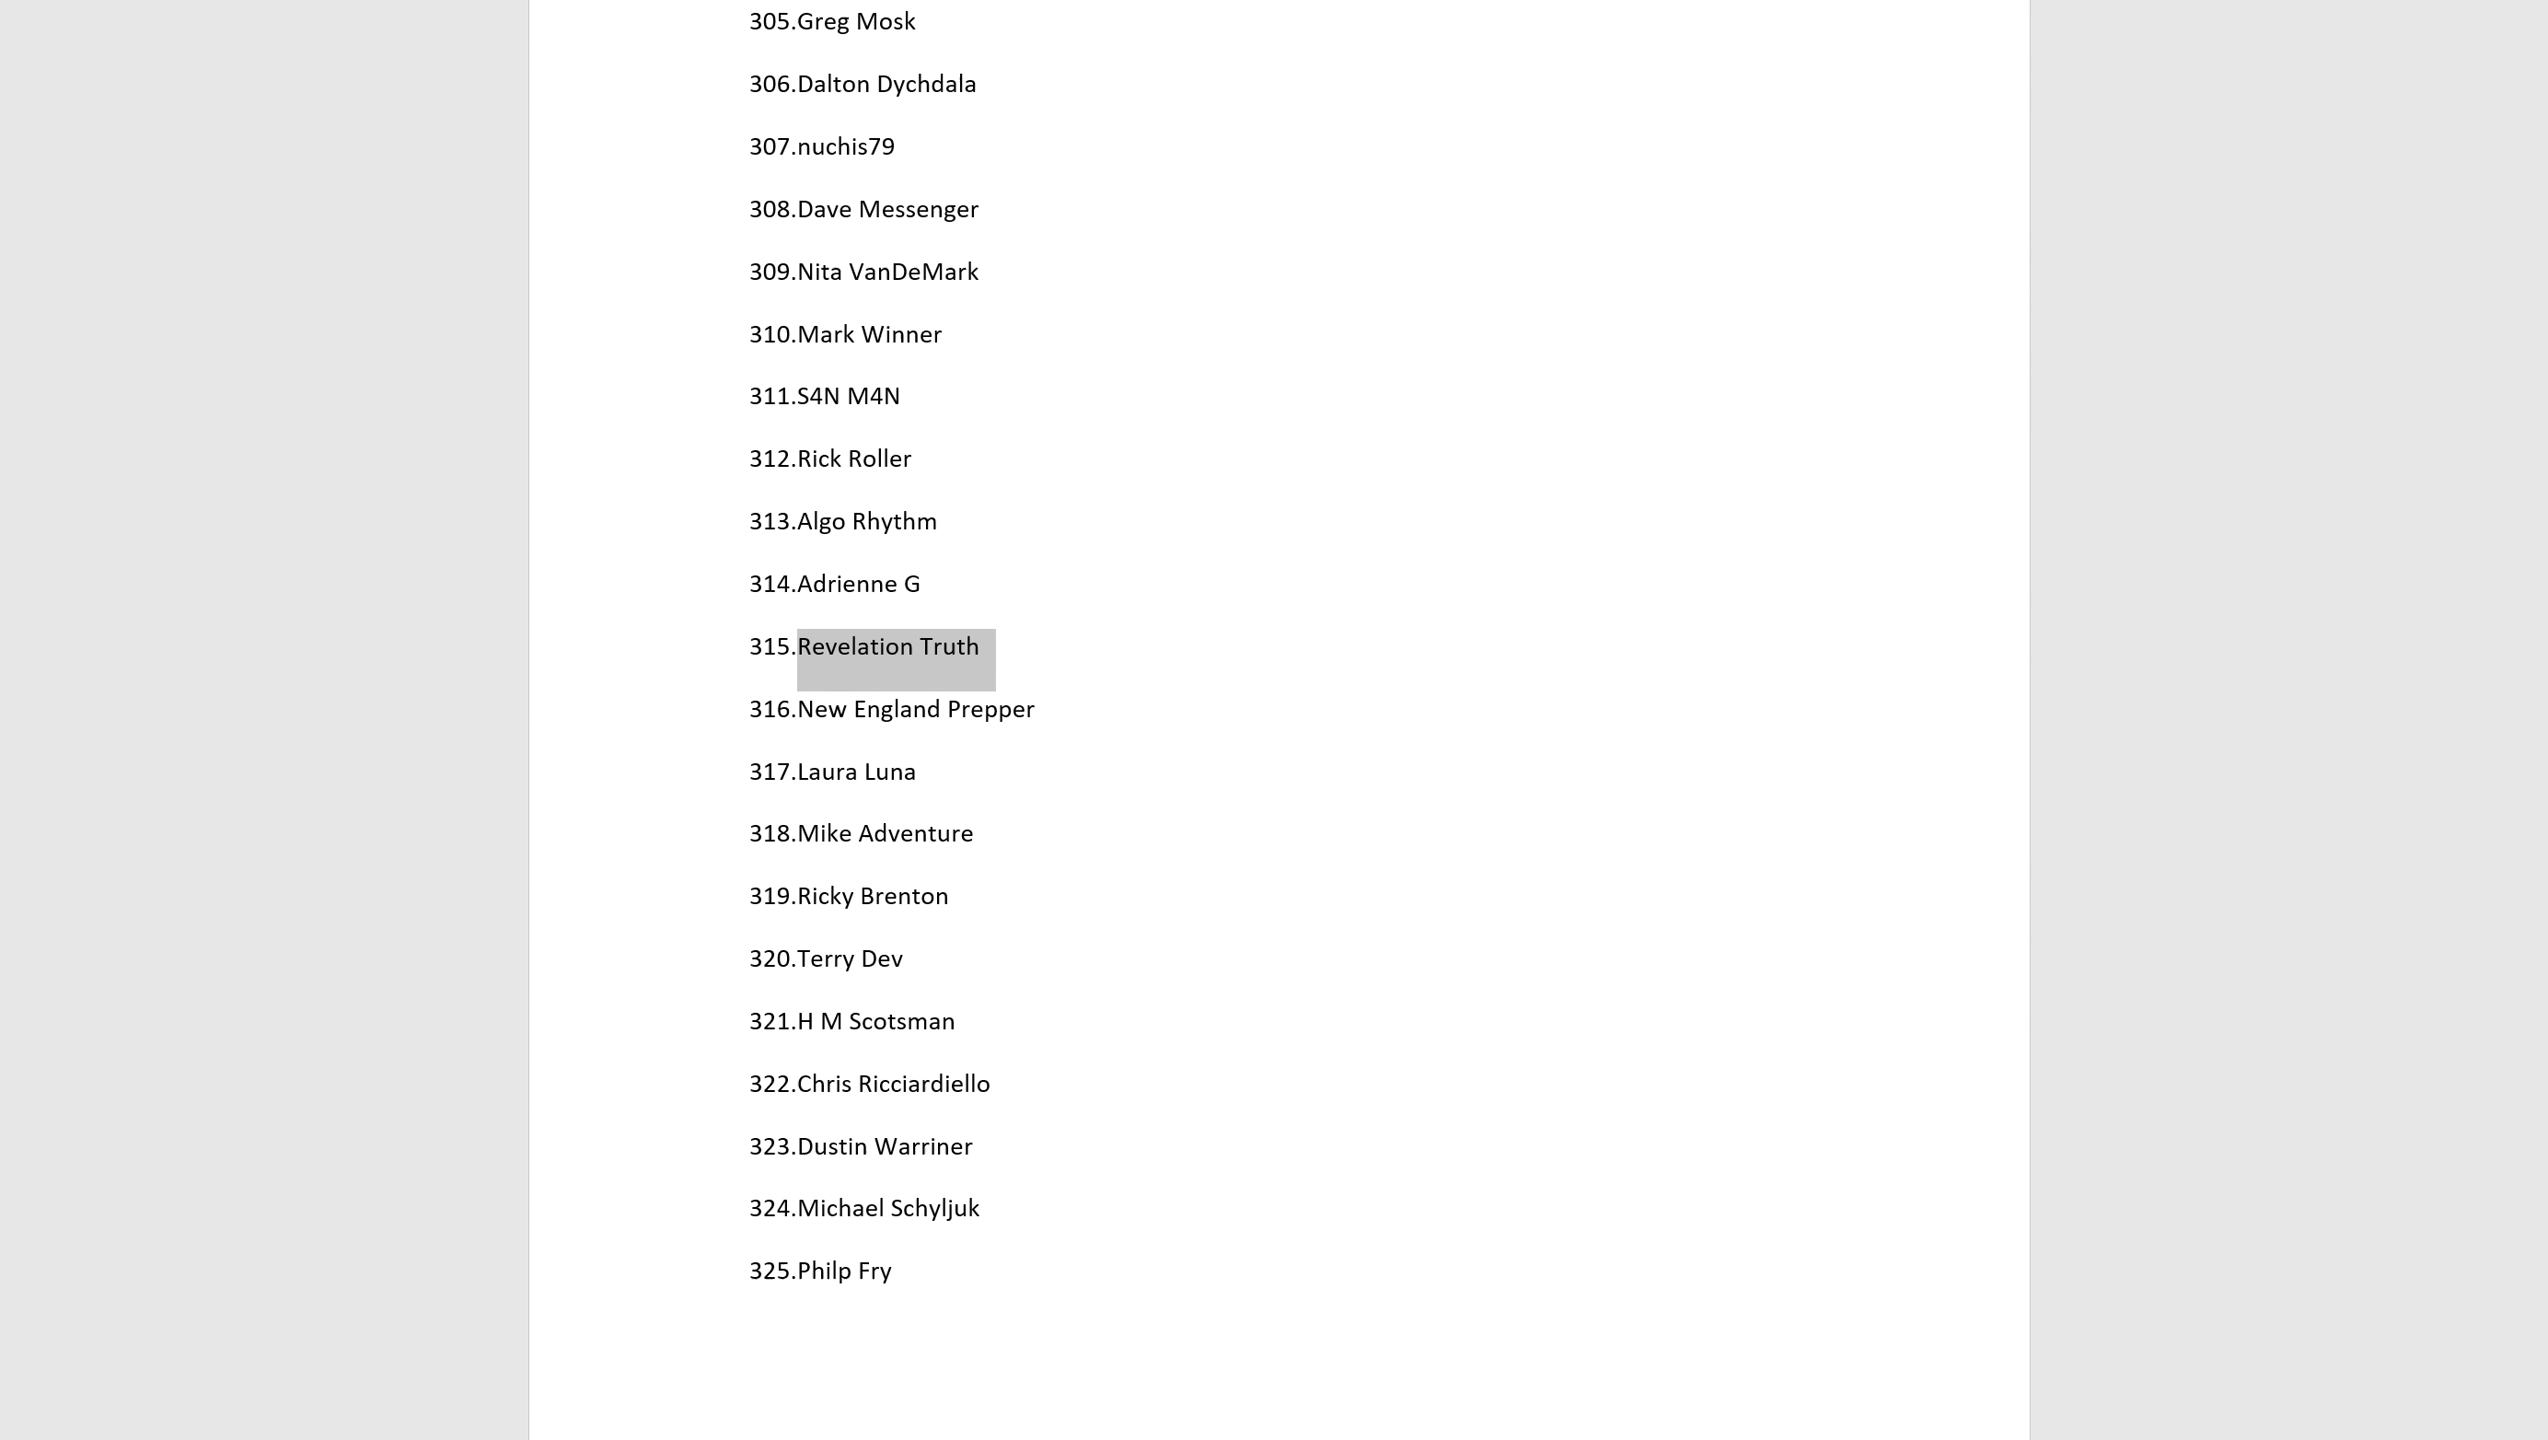 305.Greg Mosk
306.Dalton Dychdala
307.nuchis79
308.Dave Messenger
309.Nita VanDeMark
310.Mark Winner
311.S4N M4N
312.Rick Roller
313.Algo Rhythm
314.Adrienne G
315.Revelation Truth
316.New England Prepper
317.Laura Luna
318.Mike Adventure
319.Ricky Brenton
320.Terry Dev
321.H M Scotsman
322.Chris Ricciardiello
323.Dustin Warriner
324.Michael Schyljuk
325.Philp Fry